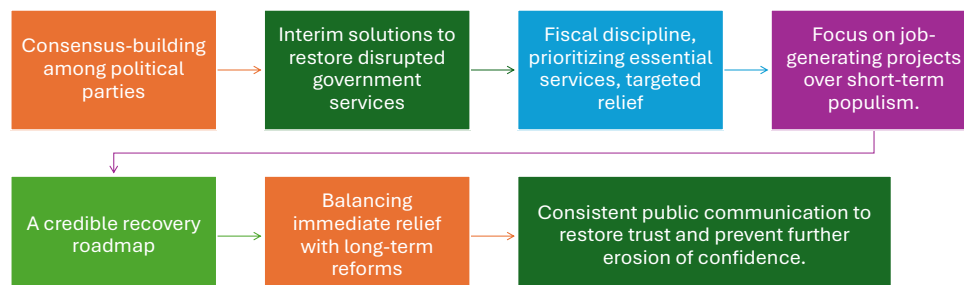 Consensus-building
among political
parties
Interim solutions to
restore disrupted
government
services
Fiscal discipline,
prioritizing essential
services, targeted
relief
Focus on job-
generating projects
over short-term
populism.
A credible recovery
roadmap
Balancing
immediate relief
with long-term
reforms
Consistent public communication to
restore trust and prevent further
erosion of confidence.